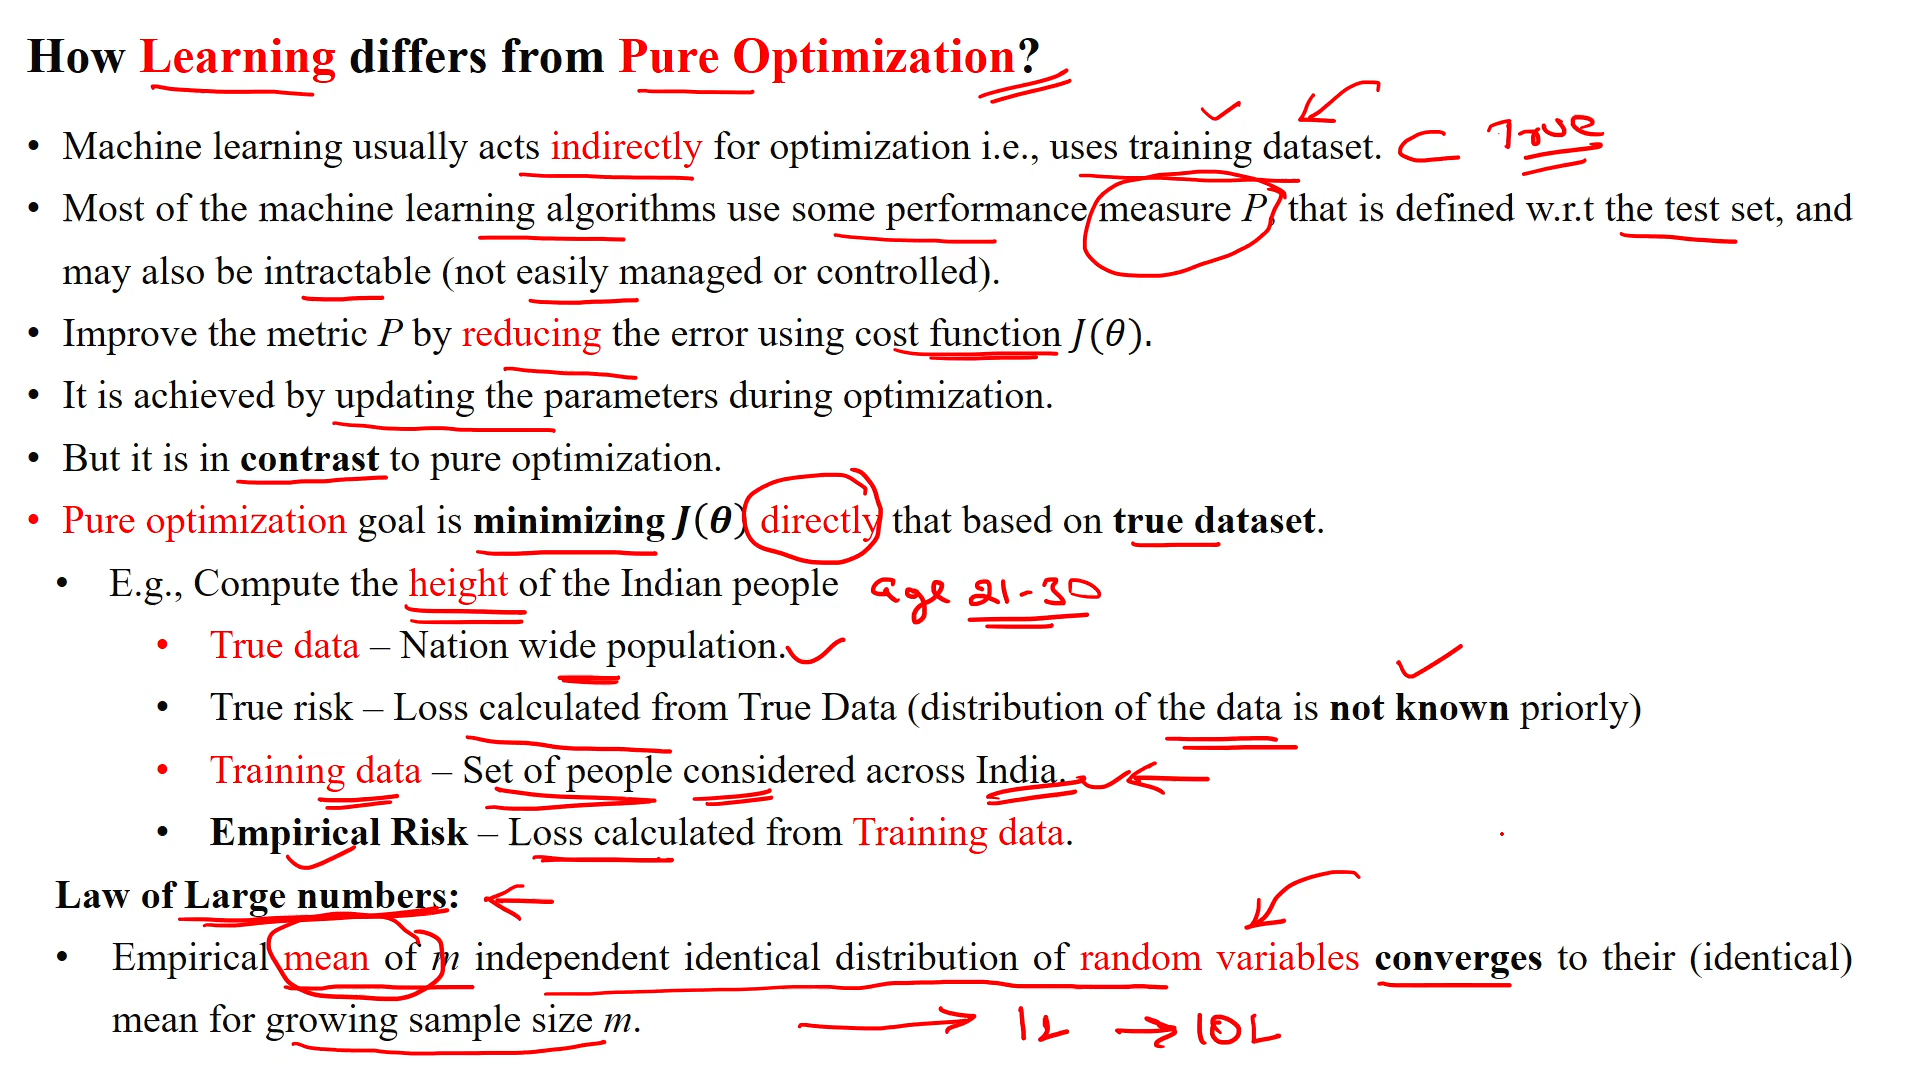 How Learning differs from Pure Optimization?
• Machine learning usually acts indirectly for optimization i.e., uses training dataset. ⊂ True
• Most of the machine learning algorithms use some performance measure P, that is defined w.r.t the test set, and
may also be intractable (not easily managed or controlled).
• Improve the metric P by reducing the error using cost function J(θ).
• It is achieved by updating the parameters during optimization.
• But it is in contrast to pure optimization.
• Pure optimization goal is minimizing J(θ) directly that based on true dataset.
• E.g., Compute the height of the Indian people age 21-30
• True data – Nation wide population.
• True risk – Loss calculated from True Data (distribution of the data is not known priorly)
• Training data – Set of people considered across India.
• Empirical Risk – Loss calculated from Training data.
Law of Large numbers:
• Empirical mean of m independent identical distribution of random variables converges to their (identical)
mean for growing sample size m. → 1L → 10L